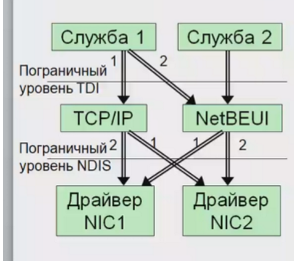 Служба 1 Служба 2
1 2
Пограничный
уровень TDI
TCP/IP NetBEUI
Пограничный 2 1 1 2
уровень NDIS
Драйвер Драйвер
NIC1 NIC2